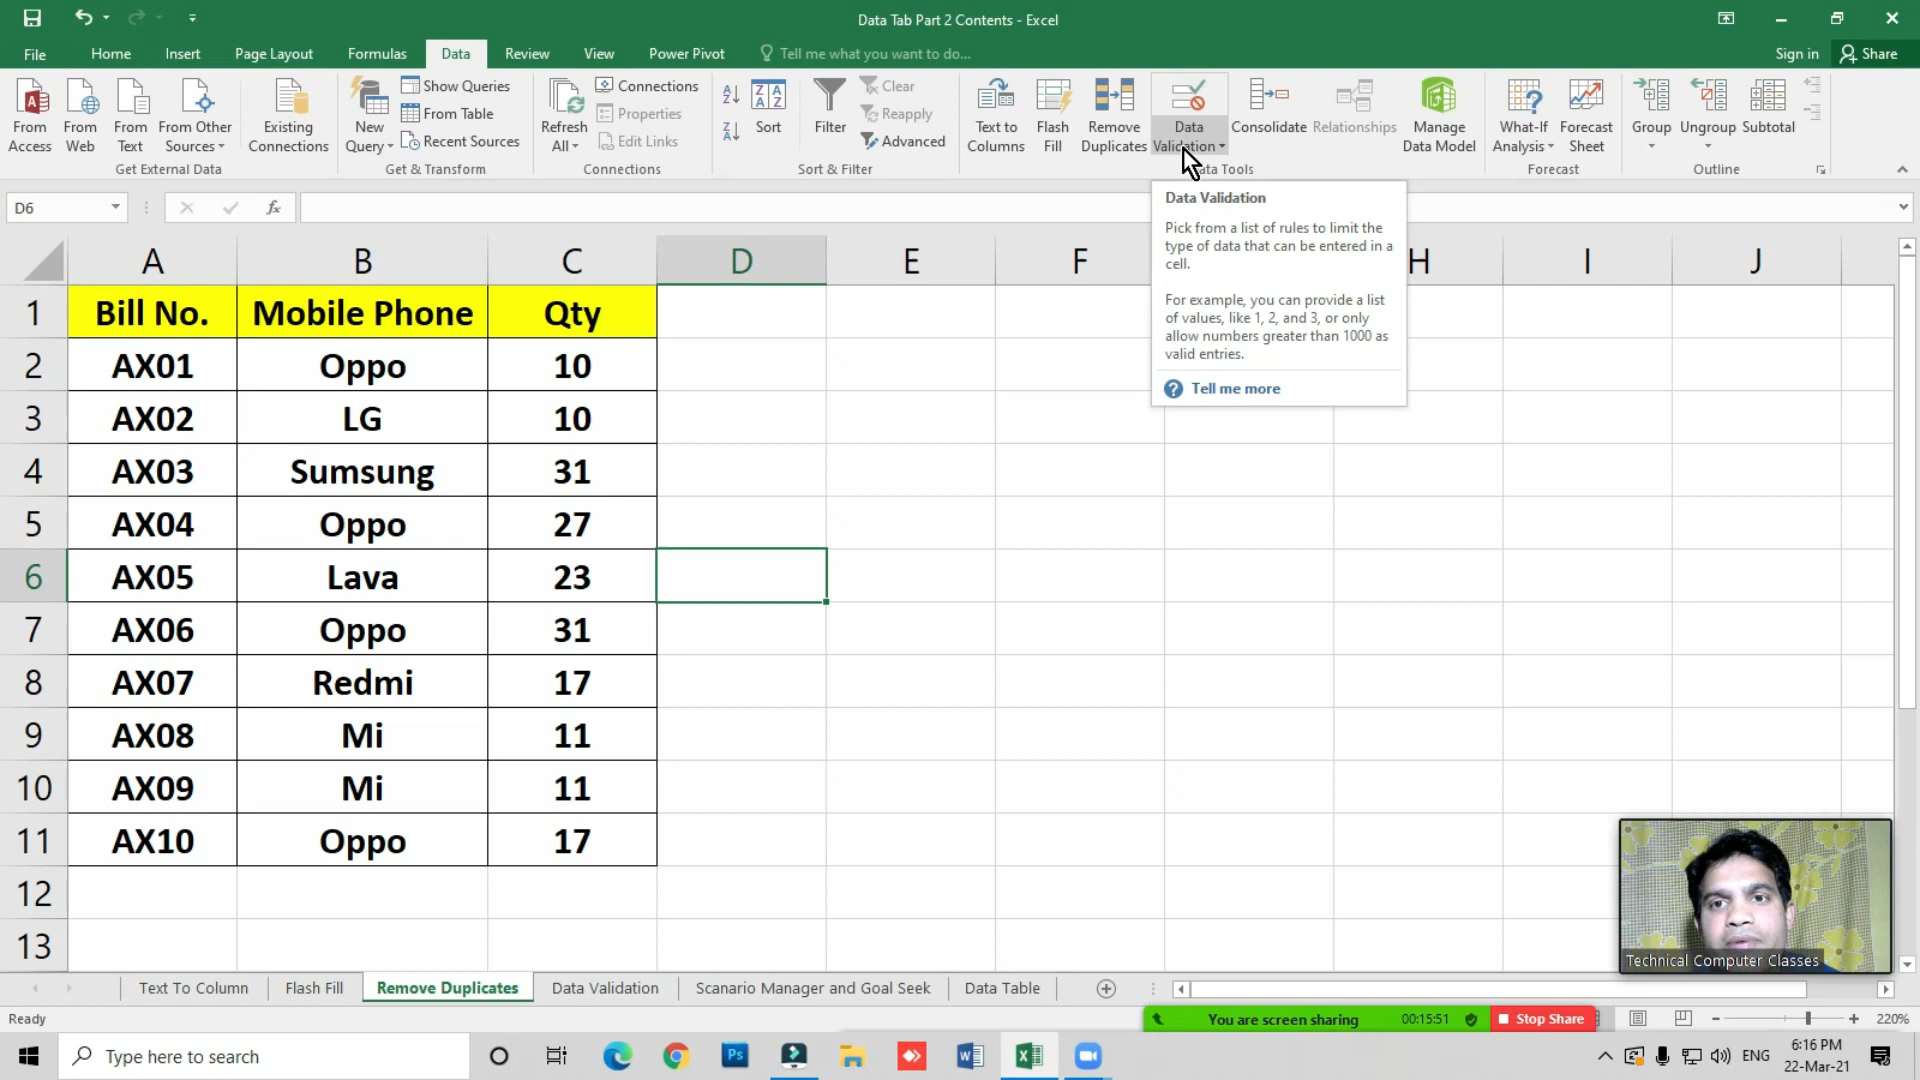 Data Tab Part 2 Contents - Excel
File Home Insert Page Layout Formulas Data Review View Power Pivot Tell me what you want to do... Sign in Share
From Access
From Web
From Text
From Other Sources
Existing Connections
Get External Data
New Query
Show Queries
From Table
Recent Sources
Get & Transform
Refresh All
Connections
Properties
Edit Links
Connections
Sort
Filter
Clear
Reapply
Advanced
Sort & Filter
Text to Columns
Flash Fill
Remove Duplicates
Data Validation
Consolidate
Relationships
Manage Data Model
ata Tools
What-If Analysis
Forecast Sheet
Forecast
Group
Ungroup
Subtotal
Outline
D6 fx
Data Validation
Pick from a list of rules to limit the
type of data that can be entered in a
cell.
For example, you can provide a list
of values, like 1, 2, and 3, or only
allow numbers greater than 1000 as
valid entries.
? Tell me more
A B C D E F H I J
1 Bill No. Mobile Phone Qty
2 AX01 Oppo 10
3 AX02 LG 10
4 AX03 Sumsung 31
5 AX04 Oppo 27
6 AX05 Lava 23
7 AX06 Oppo 31
8 AX07 Redmi 17
9 AX08 Mi 11
10 AX09 Mi 11
11 AX10 Oppo 17
12
13
Technical Computer Classes
Text To Column Flash Fill Remove Duplicates Data Validation Scanario Manager and Goal Seek Data Table
Ready You are screen sharing 00:15:51 Stop Share 220%
Type here to search Ps ENG 6:16 PM
22-Mar-21